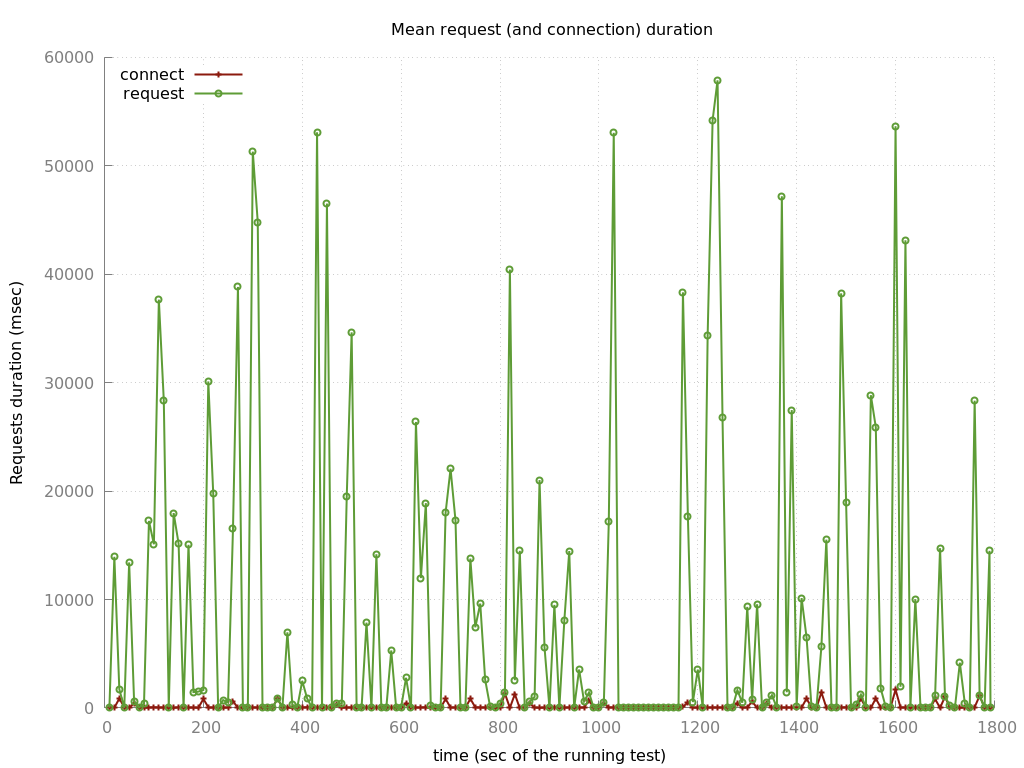 Mean request (and connection) duration
60000
connect
request
50000
40000
30000
20000
10000
0
Requests duration (msec)
0 200 400 600 800 1000 1200 1400 1600 1800
time (sec of the running test)